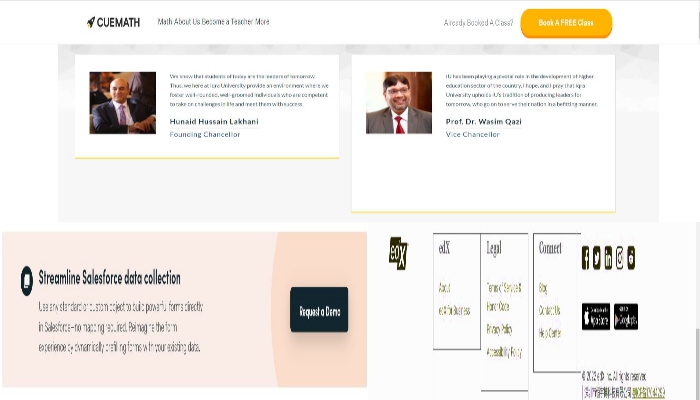 CUEMATH
Math About Us Become a Teacher More
Already Booked A Class?
Book A FREE Class
We know that students of today are the leaders of tomorrow.
Thus, we here at Iqra University provide an environment where we
foster well-rounded, well-groomed individuals who are competent
to take on challenges in life and meet them with success.
Hunaid Hussain Lakhani
Founding Chancellor
IU has been playing a pivotal role in the development of higher
education sector of the country. I hope, and I pray that Iqra
University upholds IU's tradition of producing leaders for
tomorrow, who go on to serve their nation in a befitting manner.
Prof. Dr. Wasim Qazi
Vice Chancellor
Streamline Salesforce data collection
Use any standard or custom object to build powerful forms directly
in Salesforce—no mapping required. Reimagine the form
experience by dynamically prefilling forms with your existing data.
Request a Demo
edX
edX
About
edX for Business
Legal
Terms of Service &
Honor Code
Privacy Policy
Accessibility Policy
Connect
Blog
Contact Us
Help Center
App Store
Google play
© 2022 edX Inc. All rights reserved.